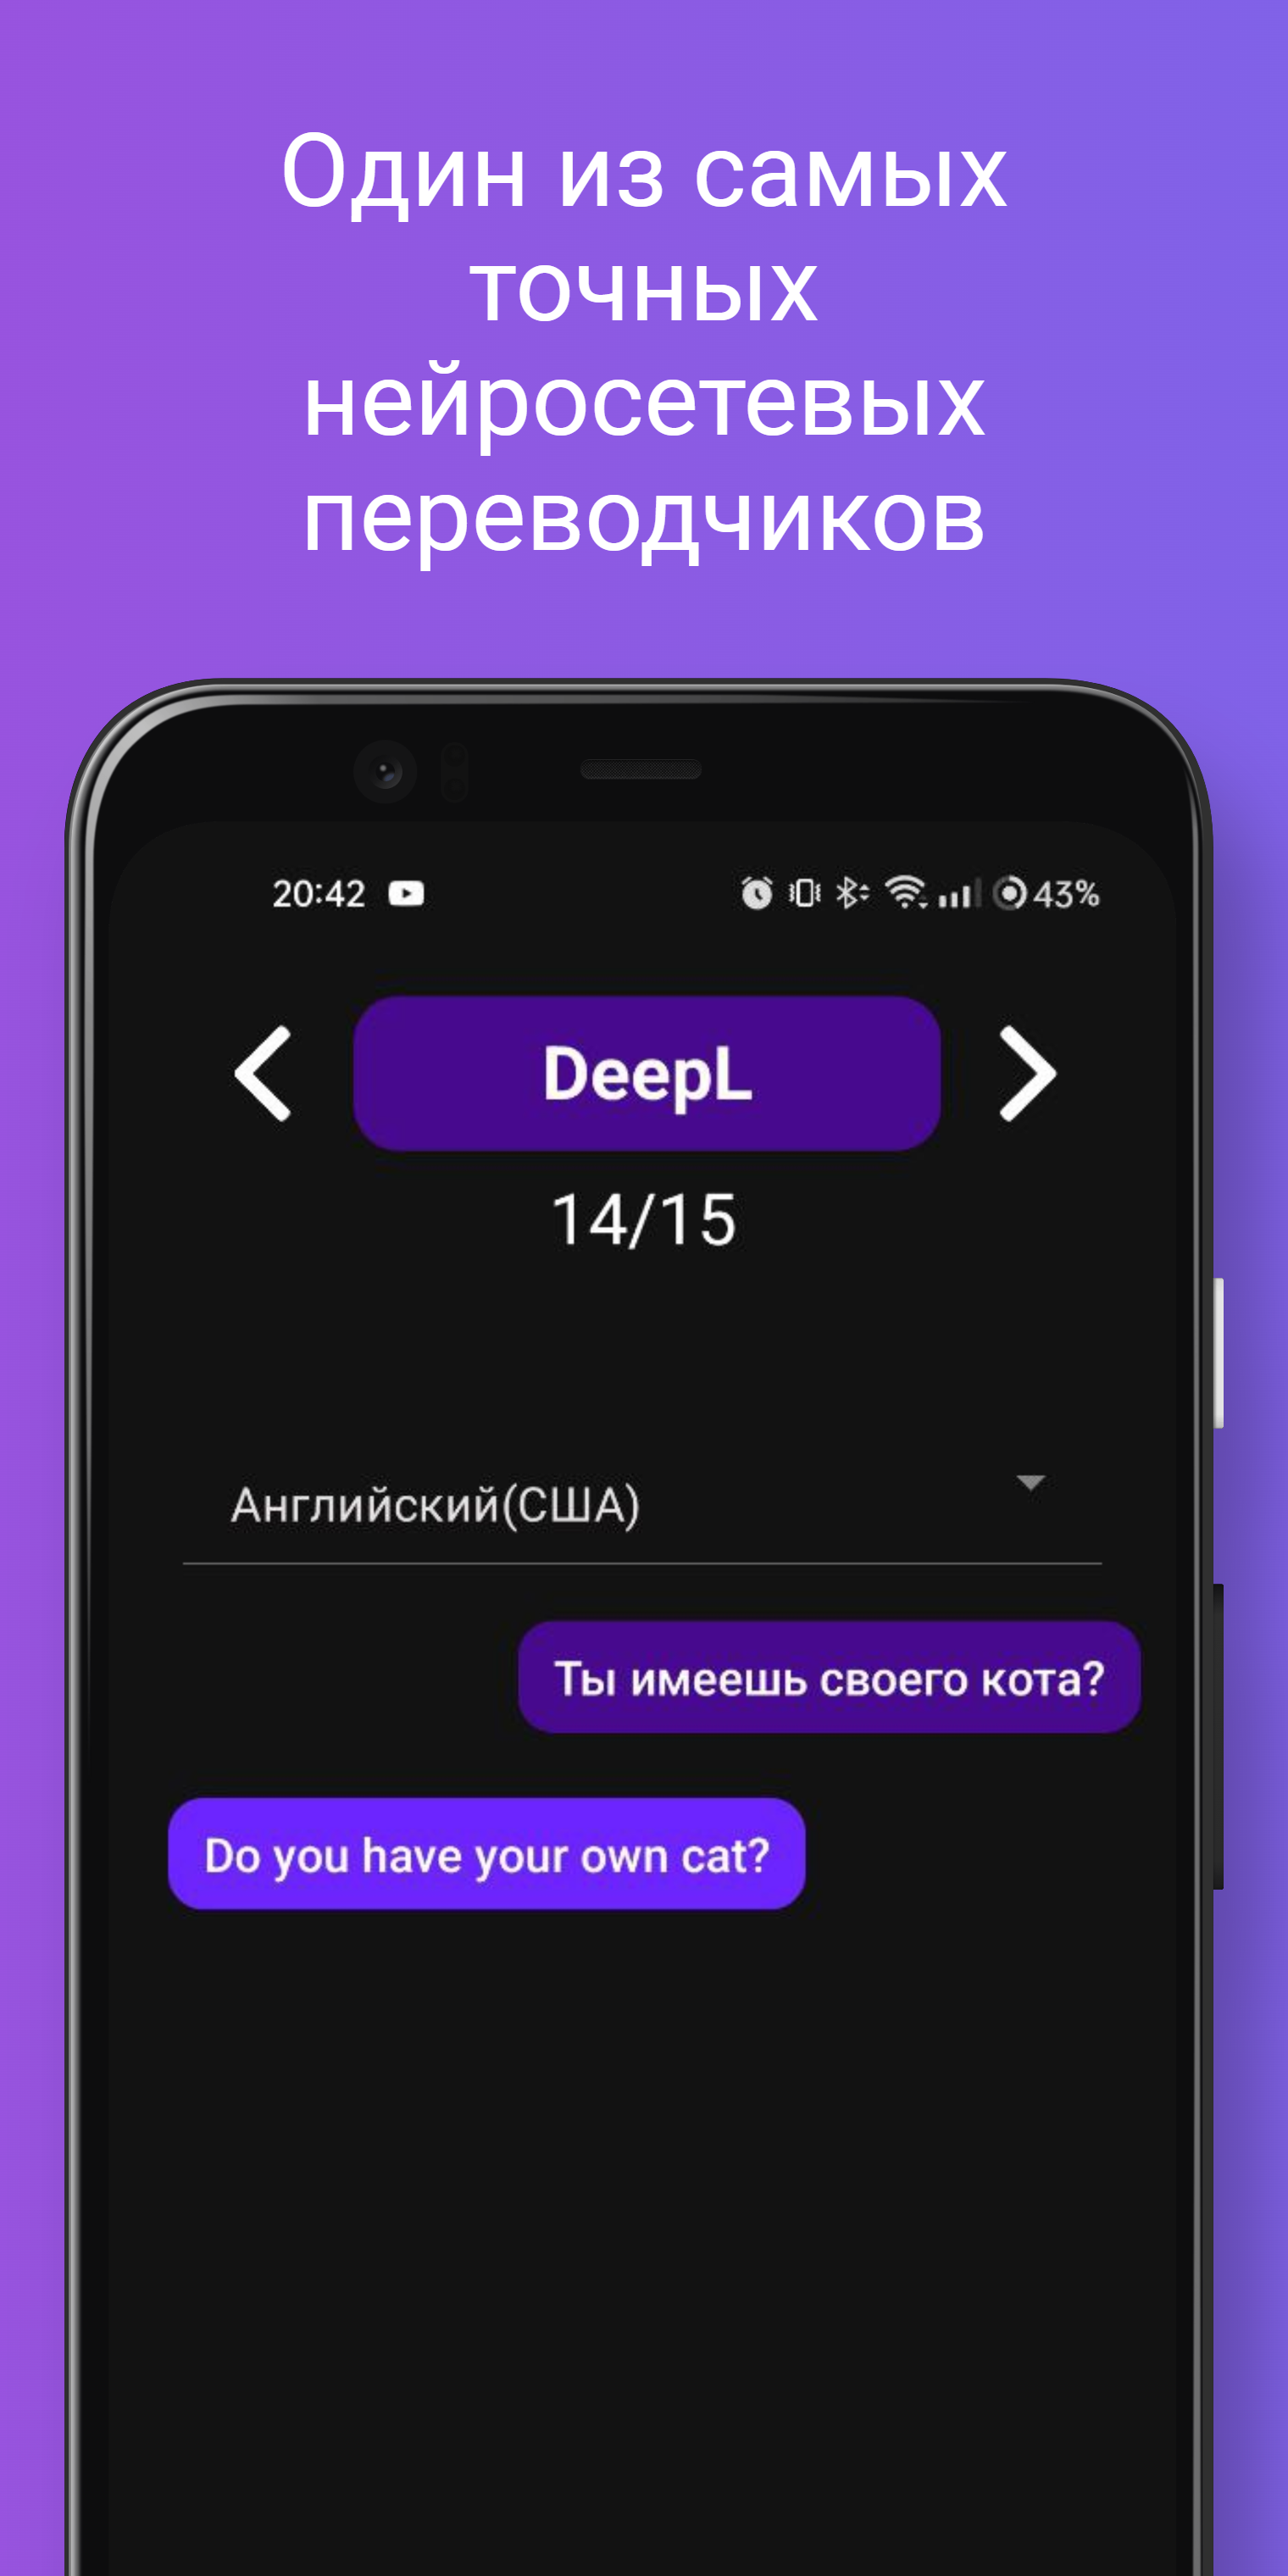 Один из самых
точных
нейросетевых
переводчиков
20:42 43%
DeepL
14/15
Английский(США)
Ты имеешь своего кота?
Do you have your own cat?